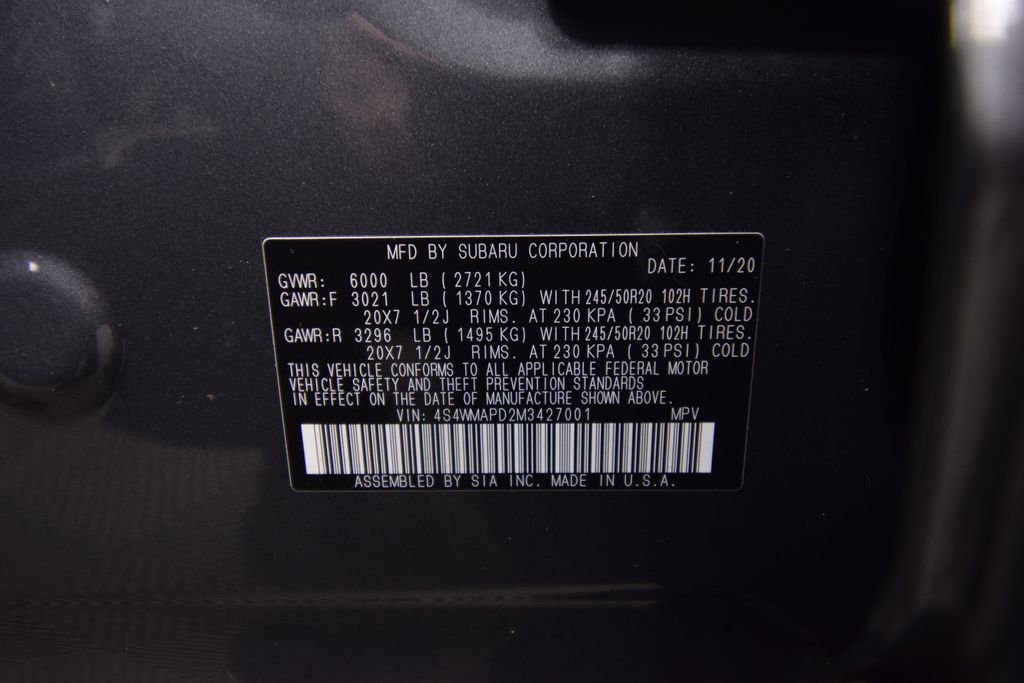 MFD BY SUBARU CORPORATION
DATE: 11/20
GVWR: 6000 LB ( 2721 KG)
GAWR:F 3021 LB ( 1370 KG) WITH 245/50R20 102H TIRES.
20X7 1/2J RIMS. AT 230 KPA ( 33 PSI) COLD
GAWR:R 3296 LB ( 1495 KG) WITH 245/50R20 102H TIRES.
20X7 1/2J RIMS. AT 230 KPA ( 33 PSI) COLD
THIS VEHICLE CONFORMS TO ALL APPLICABLE FEDERAL MOTOR
VEHICLE SAFETY AND THEFT PREVENTION STANDARDS
IN EFFECT ON THE DATE OF MANUFACTURE SHOWN ABOVE.
VIN: 4S4WMAPD2M3427001 MPV
ASSEMBLED BY SIA INC. MADE IN U.S.A.